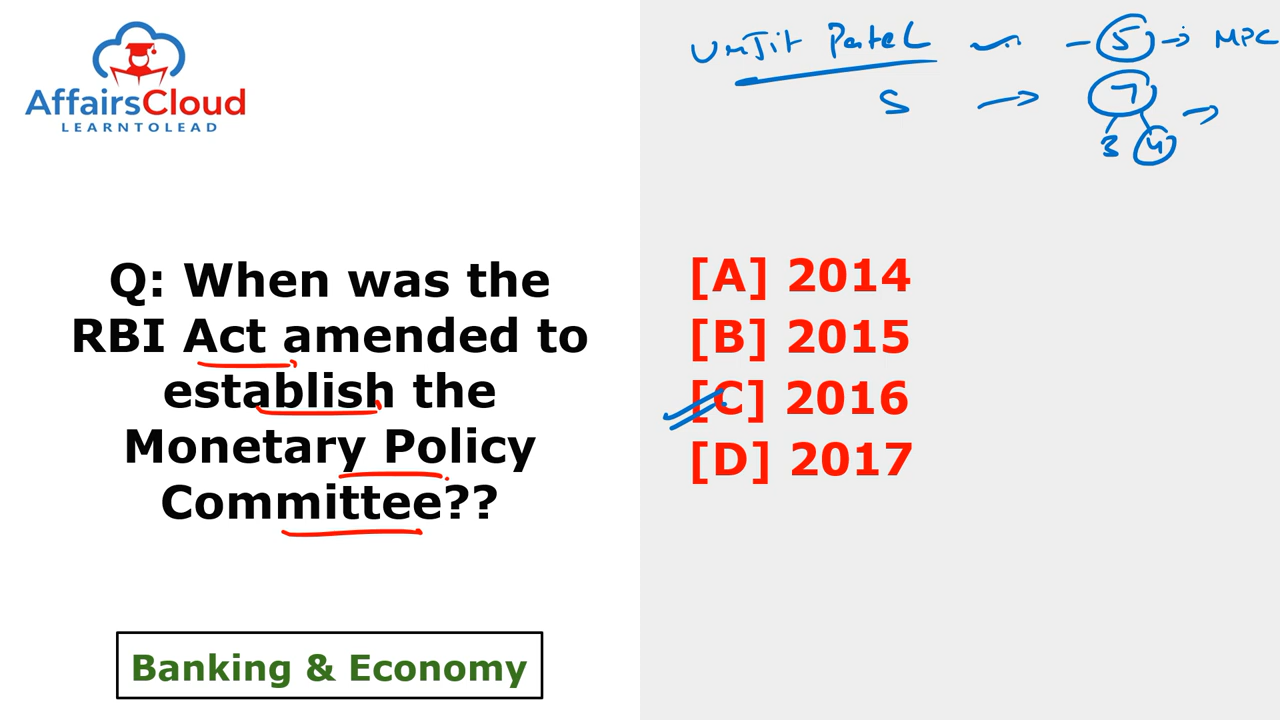 AffairsCloud
LEARNTOLEAD
Q: When was the
RBI Act amended to
establish the
Monetary Policy
Committee??
Banking & Economy
UrJit Patel - 5 → MPC
S → 7 →
3 4
[A] 2014
[B] 2015
[C] 2016
[D] 2017